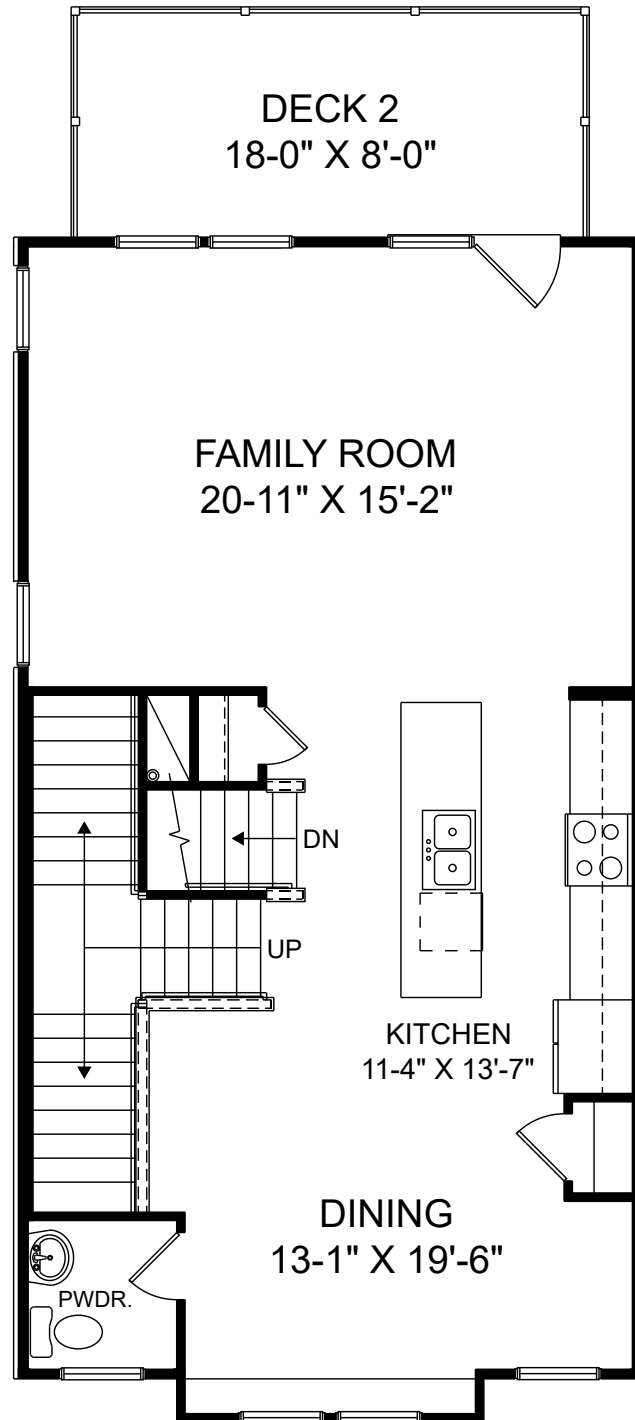 DECK 2
18-0" X 8'-0"
FAMILY ROOM
20-11" X 15'-2"
DN
UP
KITCHEN
11-4" X 13'-7"
DINING
13-1" X 19'-6"
PWDR.